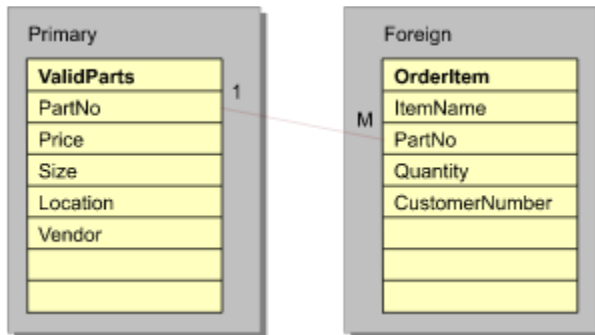 Primary
ValidParts
PartNo
Price
Size
Location
Vendor
1
M
Foreign
OrderItem
ItemName
PartNo
Quantity
CustomerNumber